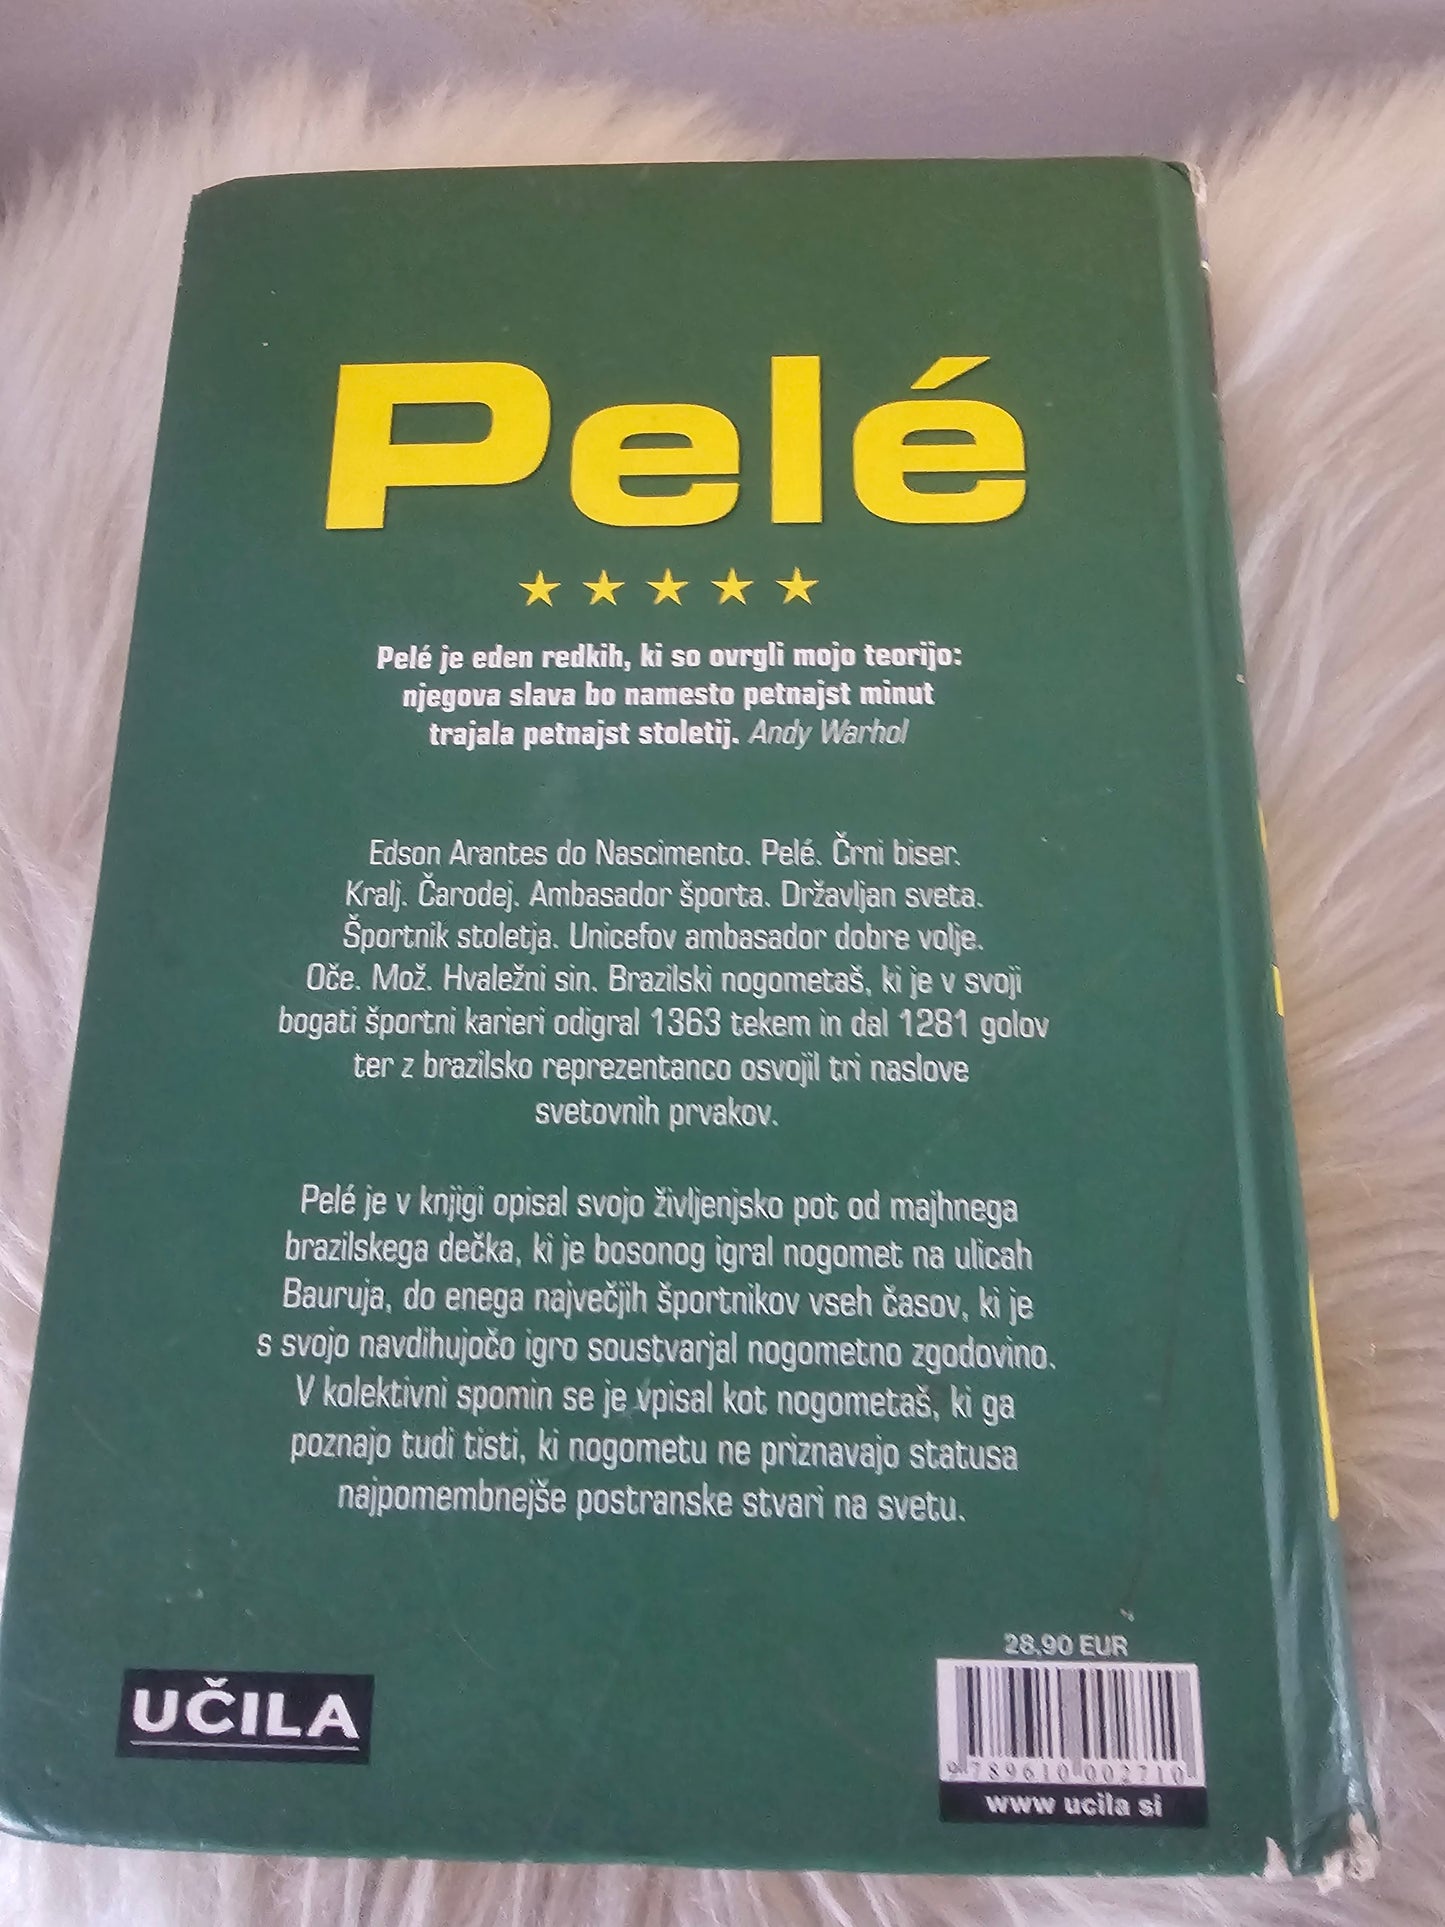 Pelé
Pelé je eden redkih, ki so ovrgli mojo teorijo:
njegova slava bo namesto petnajst minut
trajala petnajst stoletij. Andy Warhol
Edson Arantes do Nascimento. Pelé. Črni biser.
Kralj. Čarodej. Ambasador športa. Državljan sveta.
Športnik stoletja. Unicefov ambasador dobre volje.
Oče. Mož. Hvaležni sin. Brazilski nogometaš, ki je v svoji
bogati športni karieri odigral 1363 tekem in dal 1281 golov
ter z brazilsko reprezentanco osvojil tri naslove
svetovnih prvakov.
Pelé je v knjigi opisal svojo življenjsko pot od majhnega
brazilskega dečka, ki je bosonog igral nogomet na ulicah
Bauruja, do enega največjih športnikov vseh časov, ki je
s svojo navdihujočo igro soustvarjal nogometno zgodovino.
V kolektivni spomin se je vpisal kot nogometaš, ki ga
poznajo tudi tisti, ki nogometu ne priznavajo statusa
najpomembnejše postranske stvari na svetu.
28,90 EUR
UČILA
9 789610 002710
www ucila si